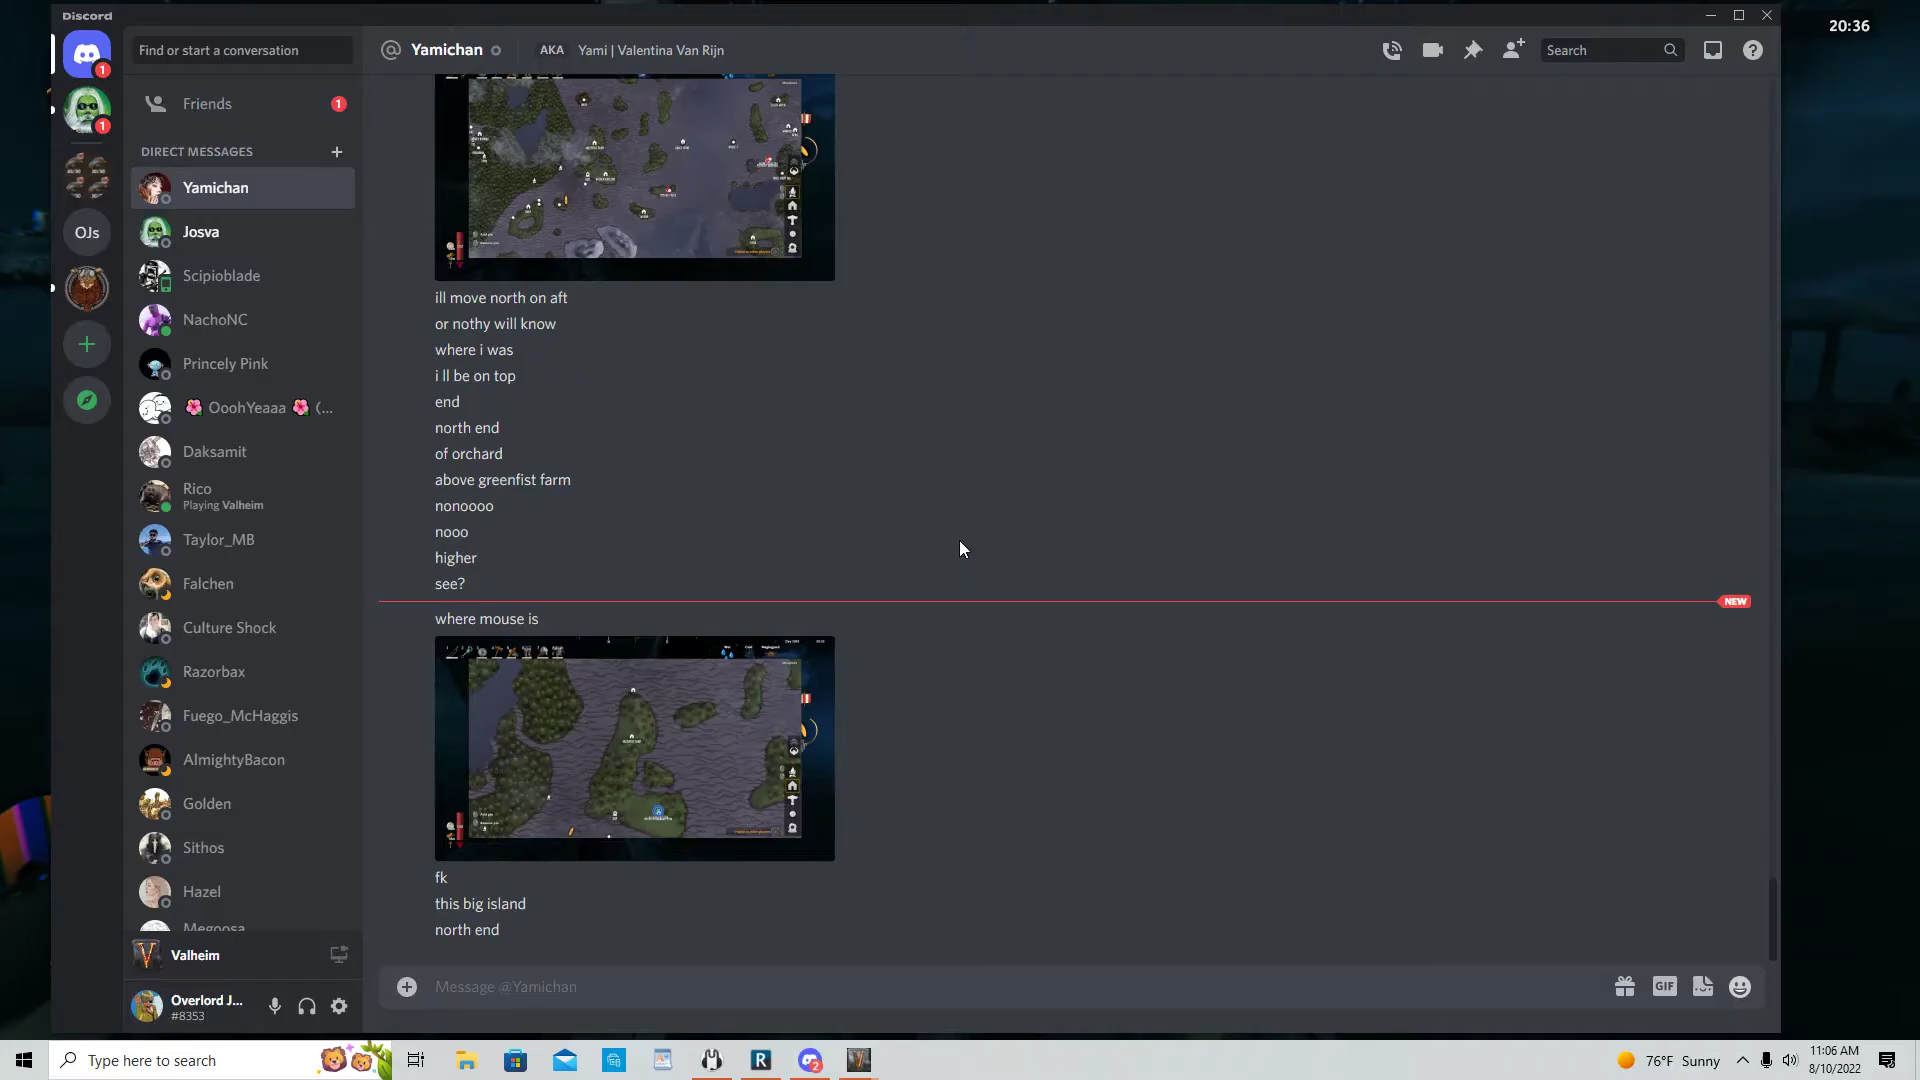 Discord
20:36
Find or start a conversation
Yamichan
AKA Yami | Valentina Van Rijn
Search
1
Friends 1
1
DIRECT MESSAGES
Yamichan
OJs
Josva
Scipioblade
NachoNC
Princely Pink
🌺 OoohYeaaa 🌺 (...
Daksamit
Rico
Playing Valheim
Taylor_MB
Falchen
Culture Shock
Razorbax
Fuego_McHaggis
AlmightyBacon
Golden
Sithos
Hazel
Megoosa
Valheim
Overlord J...
#8353
ill move north on aft
or nothy will know
where i was
i ll be on top
end
north end
of orchard
above greenfist farm
nonoooo
nooo
higher
see?
NEW
where mouse is
fk
this big island
north end
Message @Yamichan
GIF
Type here to search
R
2
76°F Sunny
11:06 AM
8/10/2022